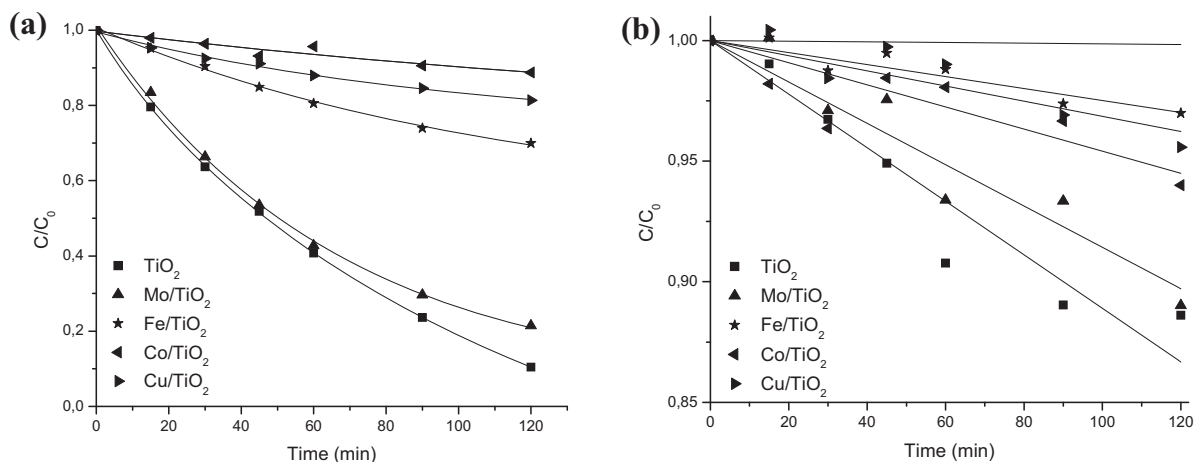 (a)
1,0
0,8
0,6
0,4
0,2
0,0
C/C₀
TiO₂
Mo/TiO₂
Fe/TiO₂
Co/TiO₂
Cu/TiO₂
0 20 40 60 80 100 120
Time (min)
(b)
1,00
0,95
0,90
0,85
C/C₀
TiO₂
Mo/TiO₂
Fe/TiO₂
Co/TiO₂
Cu/TiO₂
0 20 40 60 80 100 120
Time (min)